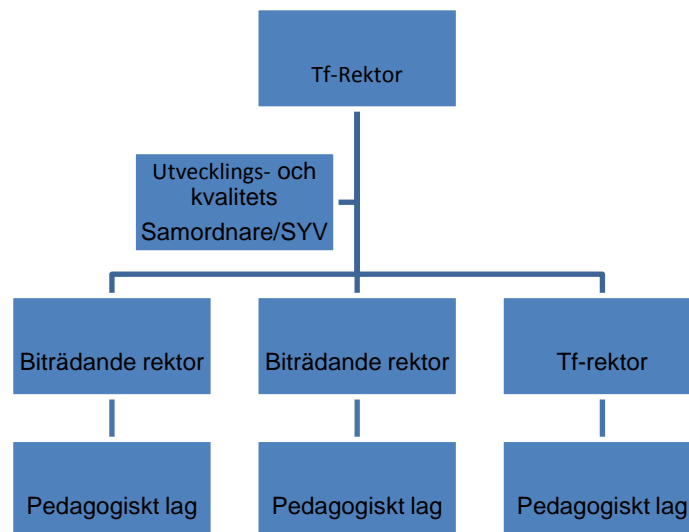 Tf-Rektor
Utvecklings- och
kvalitets
Samordnare/SYV
Biträdande rektor
Biträdande rektor
Tf-rektor
Pedagogiskt lag
Pedagogiskt lag
Pedagogiskt lag